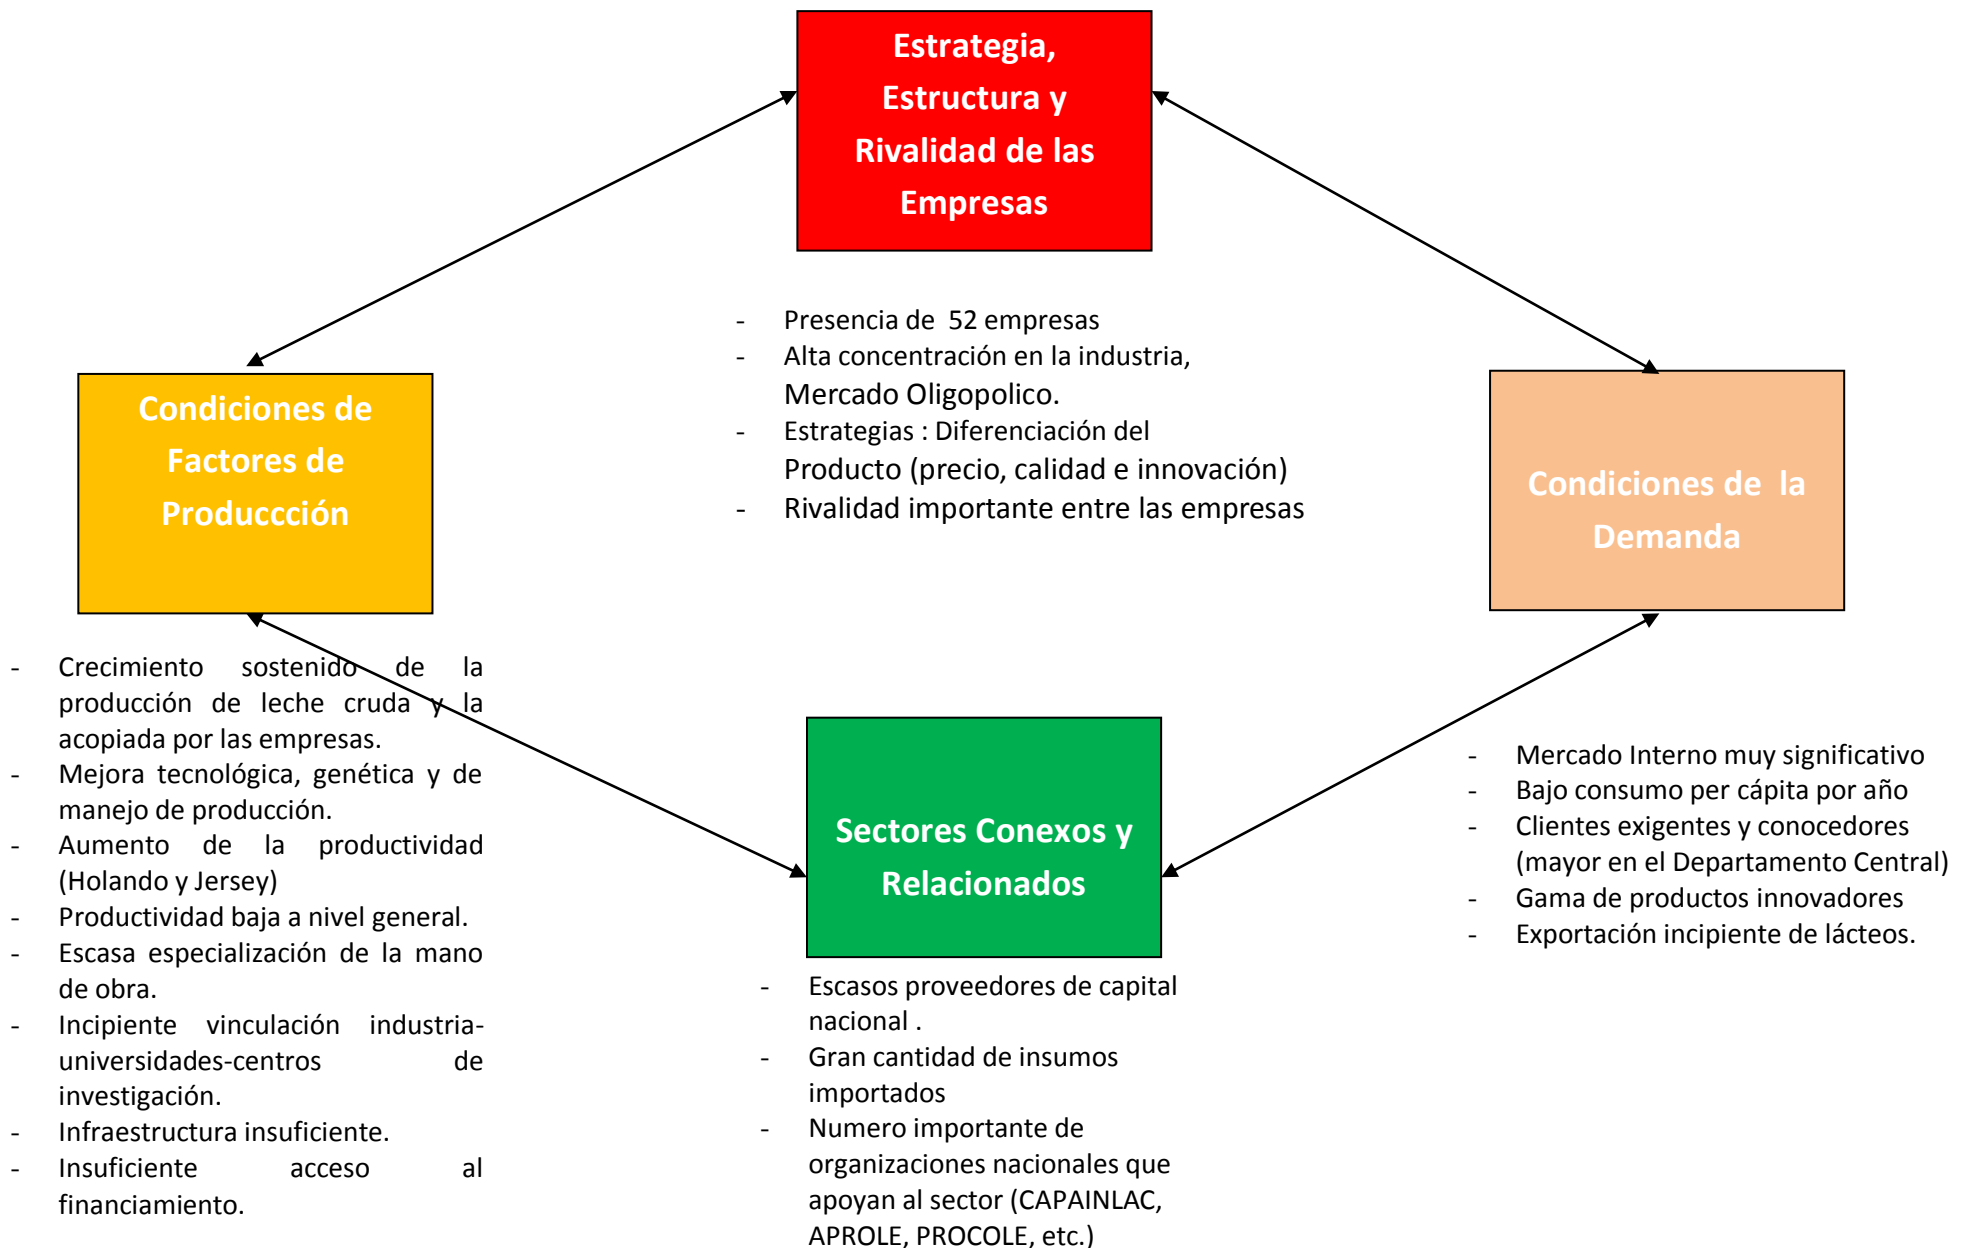 Estrategia,
Estructura y
Rivalidad de las
Empresas
- Presencia de 52 empresas
- Alta concentración en la industria,
Mercado Oligopolico.
- Estrategias : Diferenciación del
Producto (precio, calidad e innovación)
- Rivalidad importante entre las empresas
Condiciones de
Factores de
Produccción
- Crecimiento sostenido de la
producción de leche cruda y la
acopiada por las empresas.
- Mejora tecnológica, genética y de
manejo de producción.
- Aumento de la productividad
(Holando y Jersey)
- Productividad baja a nivel general.
- Escasa especialización de la mano
de obra.
- Incipiente vinculación industria-
universidades-centros de
investigación.
- Infraestructura insuficiente.
- Insuficiente acceso al
financiamiento.
Sectores Conexos y
Relacionados
- Escasos proveedores de capital
nacional .
- Gran cantidad de insumos
importados
- Numero importante de
organizaciones nacionales que
apoyan al sector (CAPAINLAC,
APROLE, PROCOLE, etc.)
Condiciones de la
Demanda
- Mercado Interno muy significativo
- Bajo consumo per cápita por año
- Clientes exigentes y conocedores
(mayor en el Departamento Central)
- Gama de productos innovadores
- Exportación incipiente de lácteos.